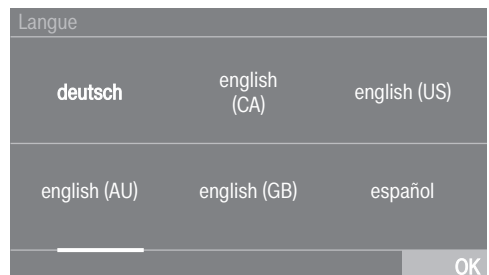 Langue
deutsch
english
(CA)
english (US)
english (AU)
english (GB)
español
OK